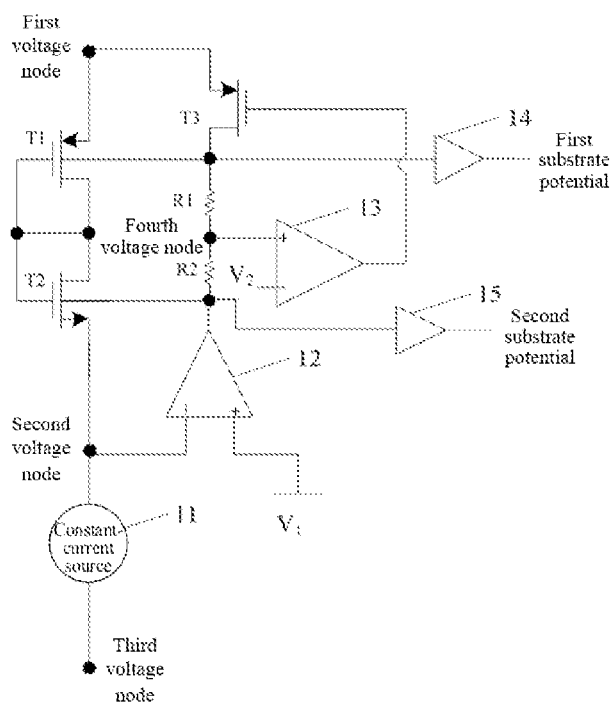 First
voltage
node
T1
T3
14
First
substrate
potential
R1
13
Fourth
voltage node
+
T2
R2
V2
-
15
Second
substrate
potential
12
Second
voltage
node
-
+
11
Constant
current
source
V1
Third
voltage
node